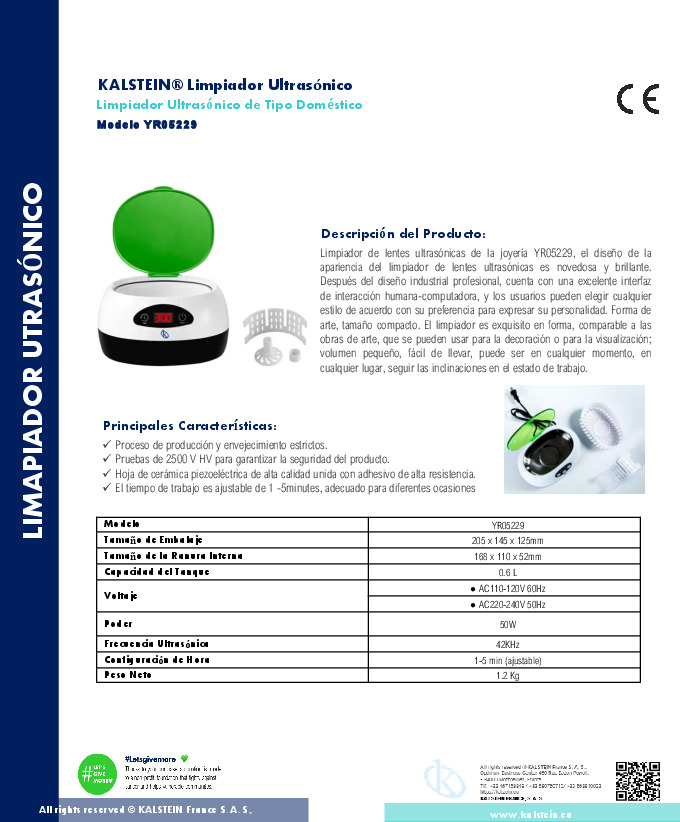 KALSTEIN® Limpiador Ultrasónico
Limpiador Ultrasónico de Tipo Doméstico
Modelo YR05229
CE
LIMAPIADOR UTRASÓNICO
300
Descripción del Producto:
Limpiador de lentes ultrasónicas de la joyería YR05229, el diseño de la
apariencia del limpiador de lentes ultrasónicas es novedosa y brillante.
Después del diseño industrial profesional, cuenta con una excelente interfaz
de interacción humana-computadora, y los usuarios pueden elegir cualquier
estilo de acuerdo con su preferencia para expresar su personalidad. Forma de
arte, tamaño compacto. El limpiador es exquisito en forma, comparable a las
obras de arte, que se pueden usar para la decoración o para la visualización;
volumen pequeño, fácil de llevar, puede ser en cualquier momento, en
cualquier lugar, seguir las inclinaciones en el estado de trabajo.
Principales Características:
✓ Proceso de producción y envejecimiento estrictos.
✓ Pruebas de 2500 V HV para garantizar la seguridad del producto.
✓ Hoja de cerámica piezoeléctrica de alta calidad unida con adhesivo de alta resistencia.
✓ El tiempo de trabajo es ajustable de 1 -5minutes, adecuado para diferentes ocasiones
Modelo YR05229
Tamaño de Embalaje 205 x 145 x 125mm
Tamaño de la Ranura Interna 168 x 110 x 52mm
Capacidad del Tanque 0.6 L
Voltaje ● AC110-120V 60Hz
● AC220-240V 50Hz
Poder 50W
Frecuencia Ultrasónica 42KHz
Configuración de Hora 1-5 min (ajustable)
Peso Neto 1.2 Kg
#LET'S GIVE MORE
#Letsgivemore
All rights reserved ® KALSTEIN France S. A. S.,
KALSTEIN FRANCE, S. A. S
All rights reserved © KALSTEIN France S.A.S.,
www.kalstein.eu